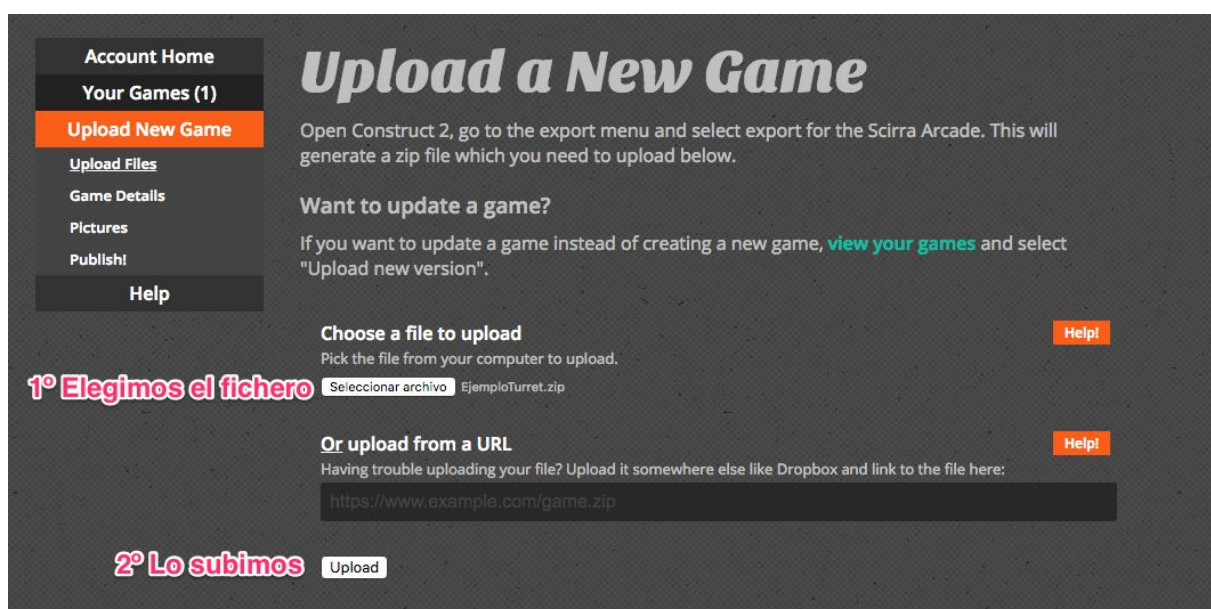 Account Home
Your Games (1)
Upload New Game
Upload Files
Game Details
Pictures
Publish!
Help
Upload a New Game
Open Construct 2, go to the export menu and select export for the Scirra Arcade. This will
generate a zip file which you need to upload below.
Want to update a game?
If you want to update a game instead of creating a new game, view your games and select
"Upload new version".
Choose a file to upload
Help!
Pick the file from your computer to upload.
1º Elegimos el fichero
Seleccionar archivo EjemploTurret.zip
Or upload from a URL
Help!
Having trouble uploading your file? Upload it somewhere else like Dropbox and link to the file here:
https://www.example.com/game.zip
2º Lo subimos
Upload